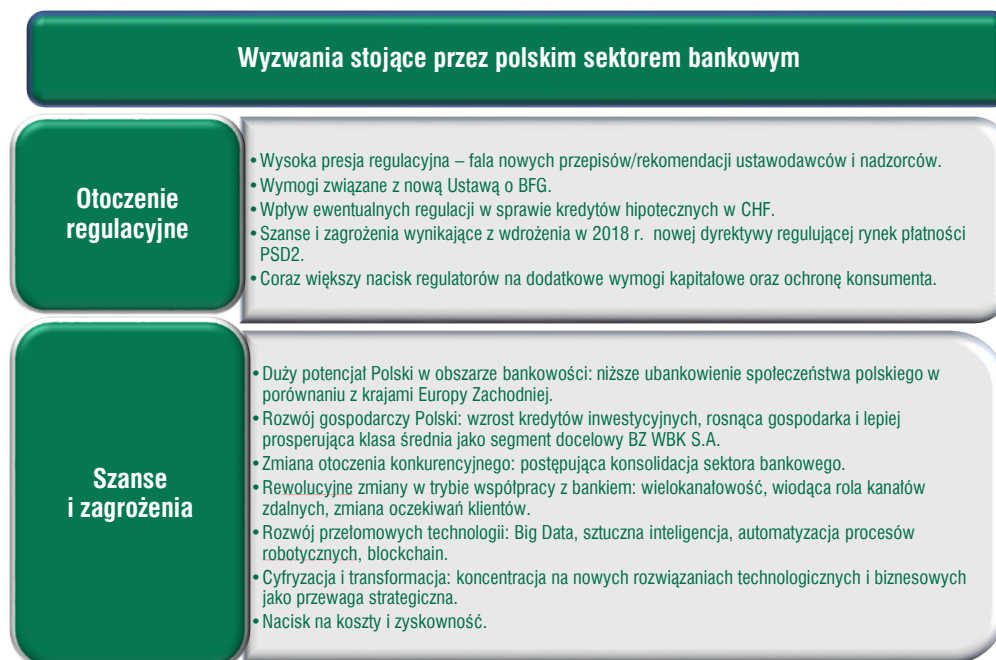 Wyzwania stojące przez polskim sektorem bankowym
Otoczenie
regulacyjne
• Wysoka presja regulacyjna – fala nowych przepisów/rekomendacji ustawodawców i nadzorców.
• Wymogi związane z nową Ustawą o BFG.
• Wpływ ewentualnych regulacji w sprawie kredytów hipotecznych w CHF.
• Szanse i zagrożenia wynikające z wdrożenia w 2018 r. nowej dyrektywy regulującej rynek płatności
PSD2.
• Coraz większy nacisk regulatorów na dodatkowe wymogi kapitałowe oraz ochronę konsumenta.
Szanse
i zagrożenia
• Duży potencjał Polski w obszarze bankowości: niższe ubankowienie społeczeństwa polskiego w
porównaniu z krajami Europy Zachodniej.
• Rozwój gospodarczy Polski: wzrost kredytów inwestycyjnych, rosnąca gospodarka i lepiej
prosperująca klasa średnia jako segment docelowy BZ WBK S.A.
• Zmiana otoczenia konkurencyjnego: postępująca konsolidacja sektora bankowego.
• Rewolucyjne zmiany w trybie współpracy z bankiem: wielokanałowość, wiodąca rola kanałów
zdalnych, zmiana oczekiwań klientów.
• Rozwój przełomowych technologii: Big Data, sztuczna inteligencja, automatyzacja procesów
robotycznych, blockchain.
• Cyfryzacja i transformacja: koncentracja na nowych rozwiązaniach technologicznych i biznesowych
jako przewaga strategiczna.
• Nacisk na koszty i zyskowność.